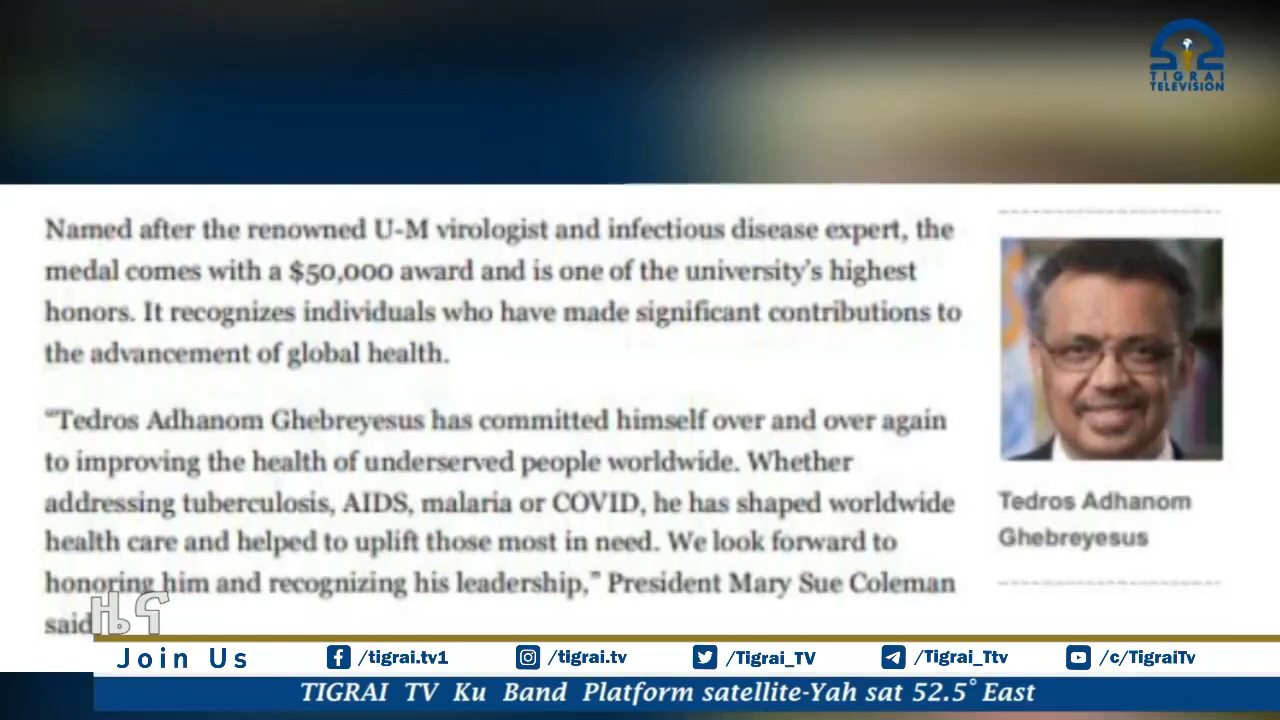 TIGRAI
TELEVISION
Named after the renowned U-M virologist and infectious disease expert, the
medal comes with a $50,000 award and is one of the university's highest
honors. It recognizes individuals who have made significant contributions to
the advancement of global health.
“Tedros Adhanom Ghebreyesus has committed himself over and over again
to improving the health of underserved people worldwide. Whether
addressing tuberculosis, AIDS, malaria or COVID, he has shaped worldwide
health care and helped to uplift those most in need. We look forward to
honoring him and recognizing his leadership,” President Mary Sue Coleman
said
Tedros Adhanom
Ghebreyesus
ዜና
Join Us /tigrai.tv1 /tigrai.tv /Tigrai_TV /Tigrai_Ttv /c/TigraiTv
TIGRAI TV Ku Band Platform satellite-Yah sat 52.5° East